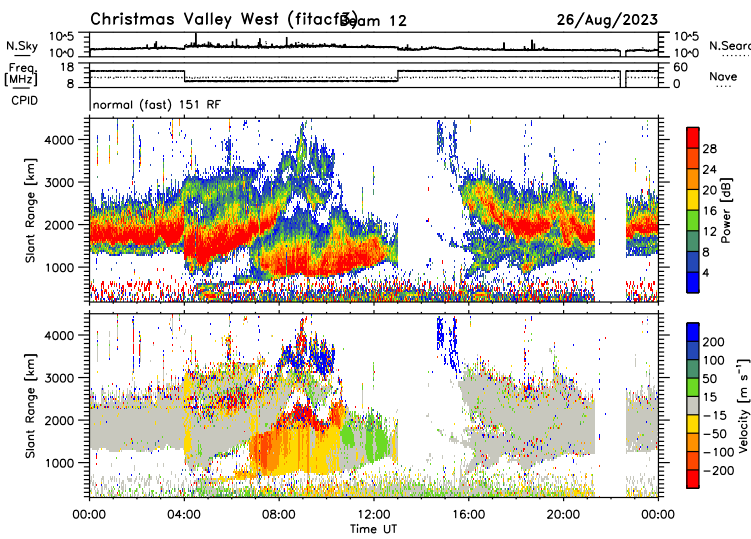 Christmas Valley West (fitacf3) Beam 12 26/Aug/2023
N.Sky 10^5 10^0 10^5 10^0 N.Searc
Freq [MHz] 18 8 60 0 Nave
CPID normal (fast) 151 RF
Slant Range [km] 4000 3000 2000 1000
28 24 20 16 12 8 4 Power [dB]
Slant Range [km] 4000 3000 2000 1000
200 100 50 15 -15 -50 -100 -200 Velocity [m s⁻¹]
00:00 04:00 08:00 12:00 16:00 20:00 00:00
Time UT